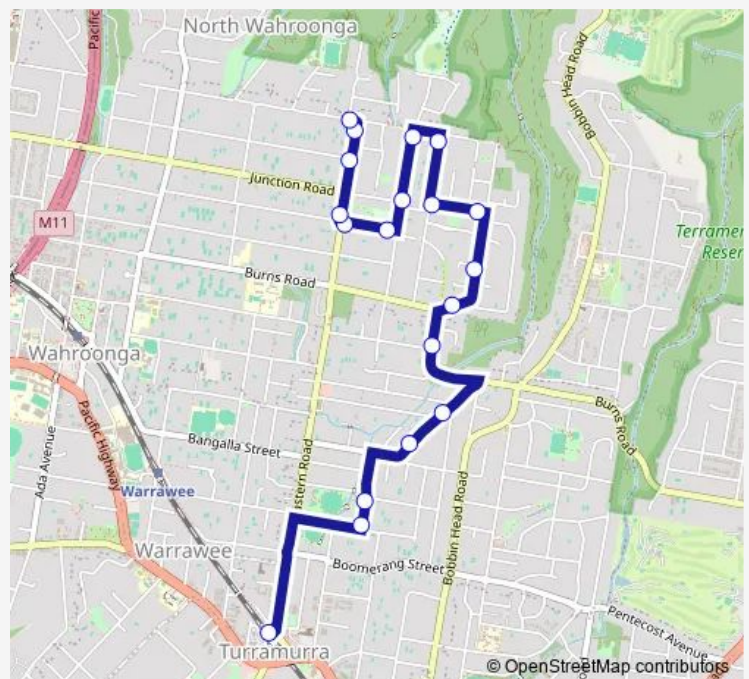 Pacific
North Wahroonga
Bobbin Head Road
Junction Road
M11
Terramer
Reser
Burns Road
Wahroonga
Pacific Highway
Ada Avenue
Bangalla Street
stern Road
Burns Road
Warrawee
Bobbin Head Road
Warrawee
Boomerang Street
Pentecost Avenue
Turramurra
© OpenStreetMap contributors